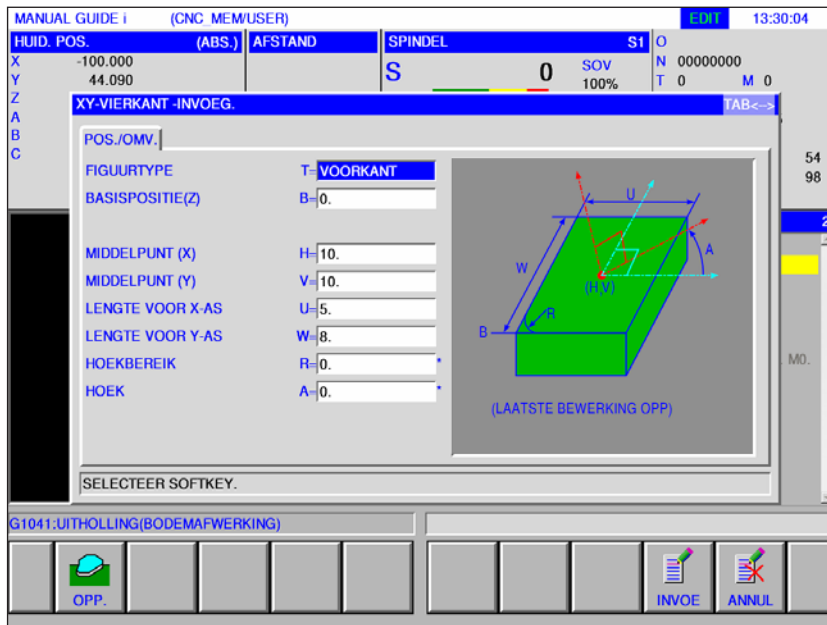 MANUAL GUIDE i (CNC_MEM/USER) EDIT 13:30:04
HUID. POS. (ABS.) AFSTAND SPINDEL S1 O
X -100.000 S 0 SOV N 00000000
Y 44.090 100% T 0 M 0
Z
A
B
C
54
98
2
M0.
XY-VIERKANT -INVOEG. TAB<-->
POS./OMV.
FIGUURTYPE T= VOORKANT
BASISPOSITIE(Z) B= 0.
MIDDELPUNT (X) H= 10.
MIDDELPUNT (Y) V= 10.
LENGTE VOOR X-AS U= 5.
LENGTE VOOR Y-AS W= 8.
HOEKBEREIK R= 0. *
HOEK A= 0. *
U
A
W
(H,V)
R
B
(LAATSTE BEWERKING OPP)
SELECTEER SOFTKEY.
G1041:UITHOLLING(BODEMAFWERKING)
OPP. INVOE ANNUL